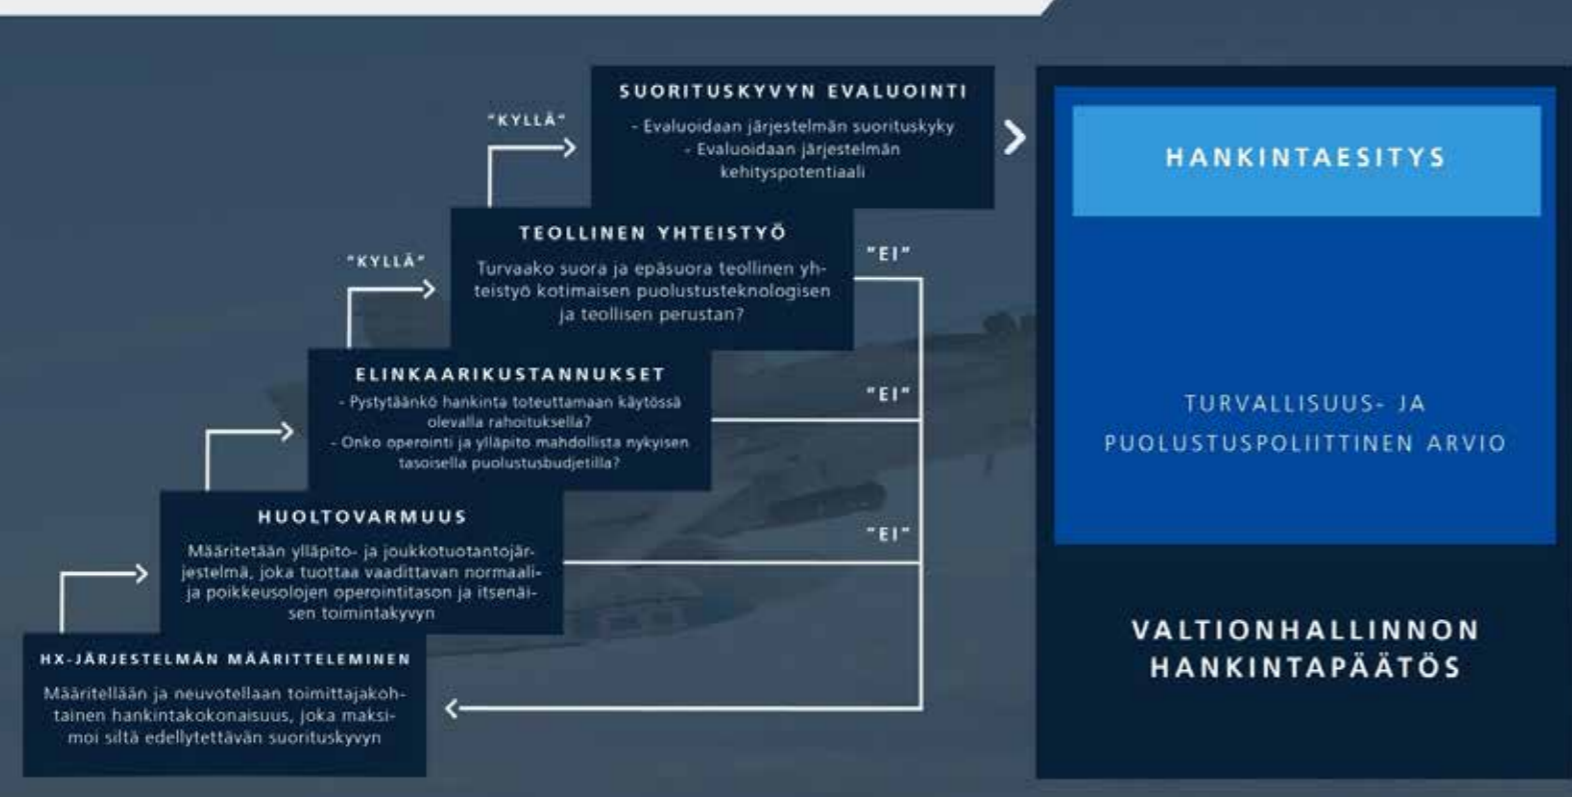 SUORITUSKYVYN EVALUOINTI
- Evaluoidaan järjestelmän suorituskyky
- Evaluoidaan järjestelmän
kehityspotentiaali
"KYLLÄ"
TEOLLINEN YHTEISTYÖ
Turvaako suora ja epäsuora teollinen yh-
teistyö kotimaisen puolustusteknologisen
ja teollisen perustan?
"KYLLÄ"
"EI"
ELINKAARIKUSTANNUKSET
- Pystytäänkö hankinta toteuttamaan käytössä
olevalla rahoituksella?
- Onko operointi ja ylläpito mahdollista nykyisen
tasoisella puolustusbudjetilla?
"EI"
HUOLTOVARMUUS
Määritetään ylläpito- ja joukkotuotantojär-
jestelmä, joka tuottaa vaadittavan normaali-
ja poikkeusolojen operointitason ja itsenäi-
sen toimintakyvyn
"EI"
HX-JÄRJESTELMÄN MÄÄRITTELEMINEN
Määritellään ja neuvotellaan toimittajakoh-
tainen hankintakokonaisuus, joka maksi-
moi siltä edellytettävän suorituskyvyn
HANKINTAESITYS
TURVALLISUUS- JA
PUOLUSTUSPOLIITTINEN ARVIO
VALTIONHALLINNON
HANKINTAPÄÄTÖS